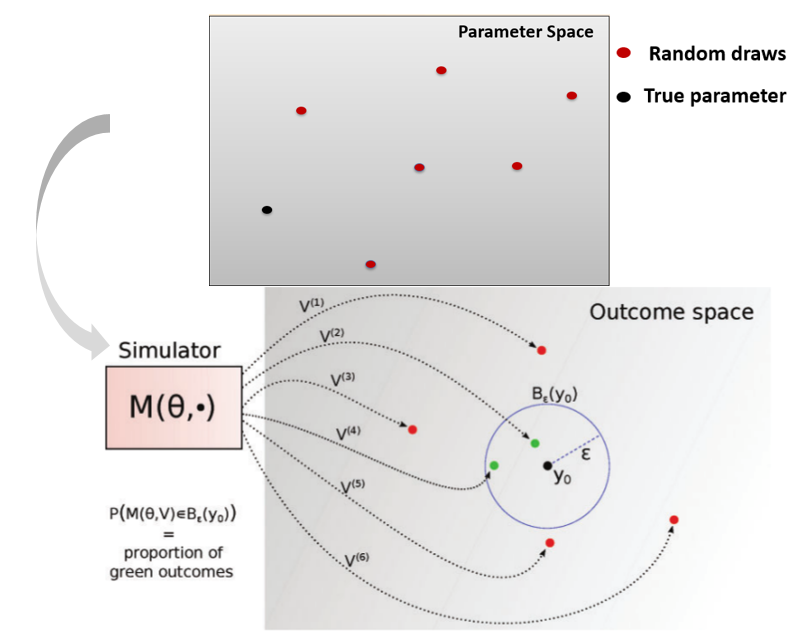 Parameter Space
Random draws
True parameter
Outcome space
Simulator
M(θ,•)
V(1)
V(2)
V(3)
V(4)
V(5)
V(6)
Bε(y0)
ε
y0
P(M(θ,V)∈Bε(y0))
=
proportion of
green outcomes